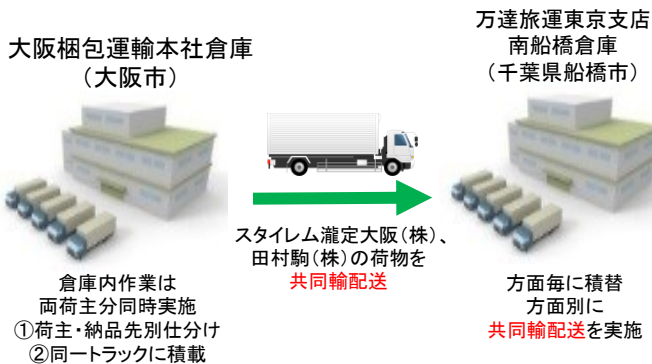 大阪梱包運輸本社倉庫
（大阪市）
倉庫内作業は
両荷主分同時実施
①荷主・納品先別仕分け
②同一トラックに積載
スタイレム瀧定大阪（株）、
田村駒（株）の荷物を
共同輸配送
万達旅運東京支店
南船橋倉庫
（千葉県船橋市）
方面毎に積替
方面別に
共同輸配送を実施